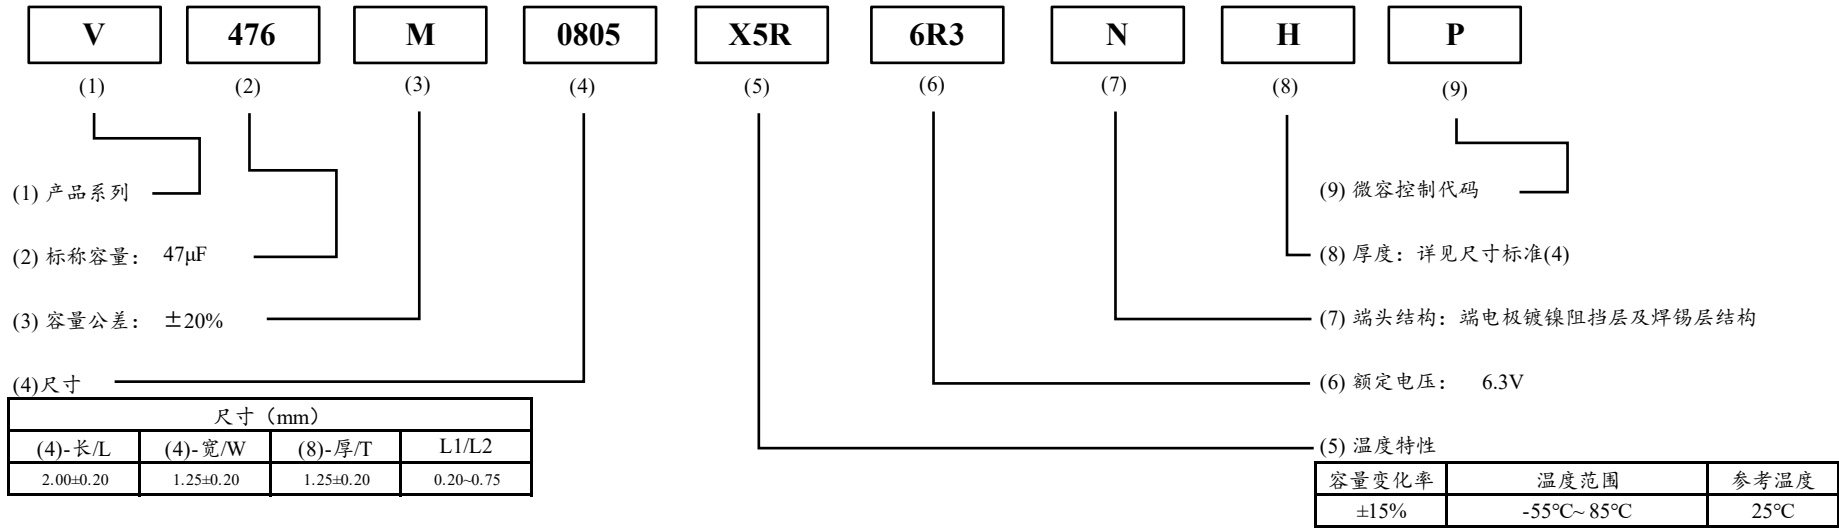 V 476 M 0805 X5R 6R3 N H P
(1) (2) (3) (4) (5) (6) (7) (8) (9)
(1) 产品系列
(2) 标称容量： 47μF
(3) 容量公差： ±20%
(4)尺寸
尺寸（mm）
(4)-长/L (4)-宽/W (8)-厚/T L1/L2
2.00±0.20 1.25±0.20 1.25±0.20 0.20~0.75
(9) 微容控制代码
(8) 厚度：详见尺寸标准(4)
(7) 端头结构：端电极镀镍阻挡层及焊锡层结构
(6) 额定电压： 6.3V
(5) 温度特性
容量变化率 温度范围 参考温度
±15% -55℃~ 85℃ 25℃